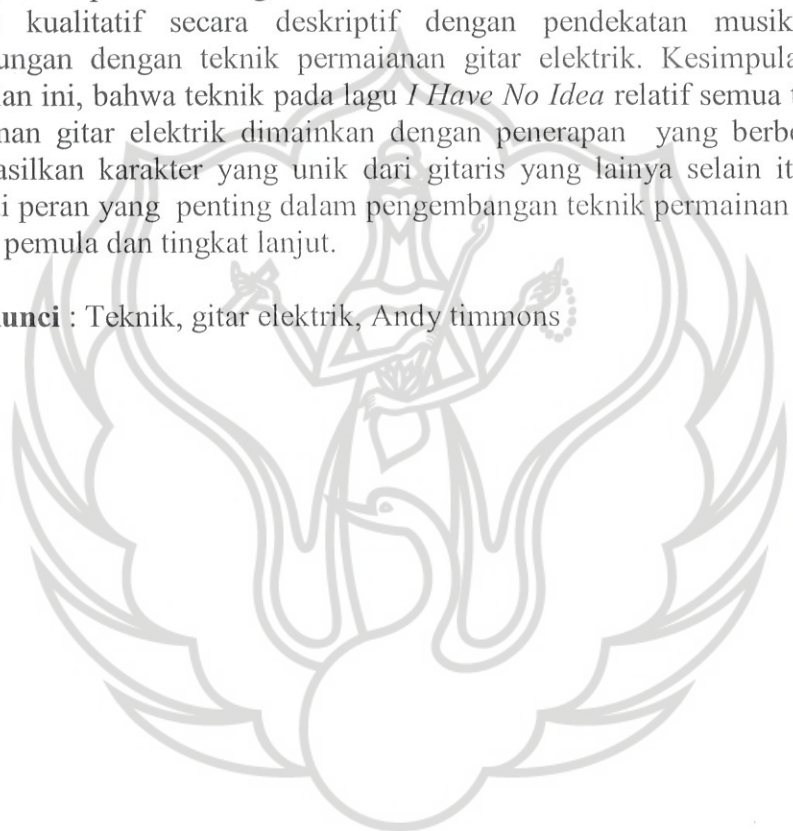 kualitatif secara deskriptif dengan pendekatan musik
ungan dengan teknik permaianan gitar elektrik. Kesimpula
an ini, bahwa teknik pada lagu I Have No Idea relatif semua t
nan gitar elektrik dimainkan dengan penerapan yang berbe
asilkan karakter yang unik dari gitaris yang lainya selain it
i peran yang penting dalam pengembangan teknik permainan
pemula dan tingkat lanjut.
unci : Teknik, gitar elektrik, Andy timmons